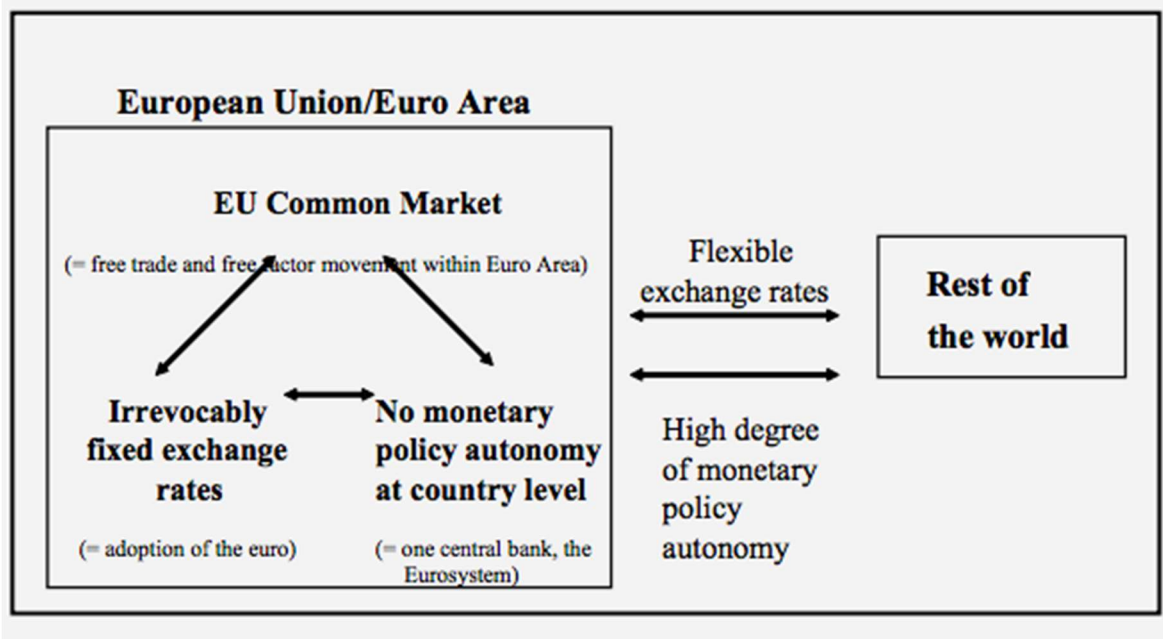 European Union/Euro Area
EU Common Market
(= free trade and free factor movement within Euro Area)
Irrevocably
fixed exchange
rates
(= adoption of the euro)
No monetary
policy autonomy
at country level
(= one central bank, the
Eurosystem)
Flexible
exchange rates
High degree
of monetary
policy
autonomy
Rest of
the world